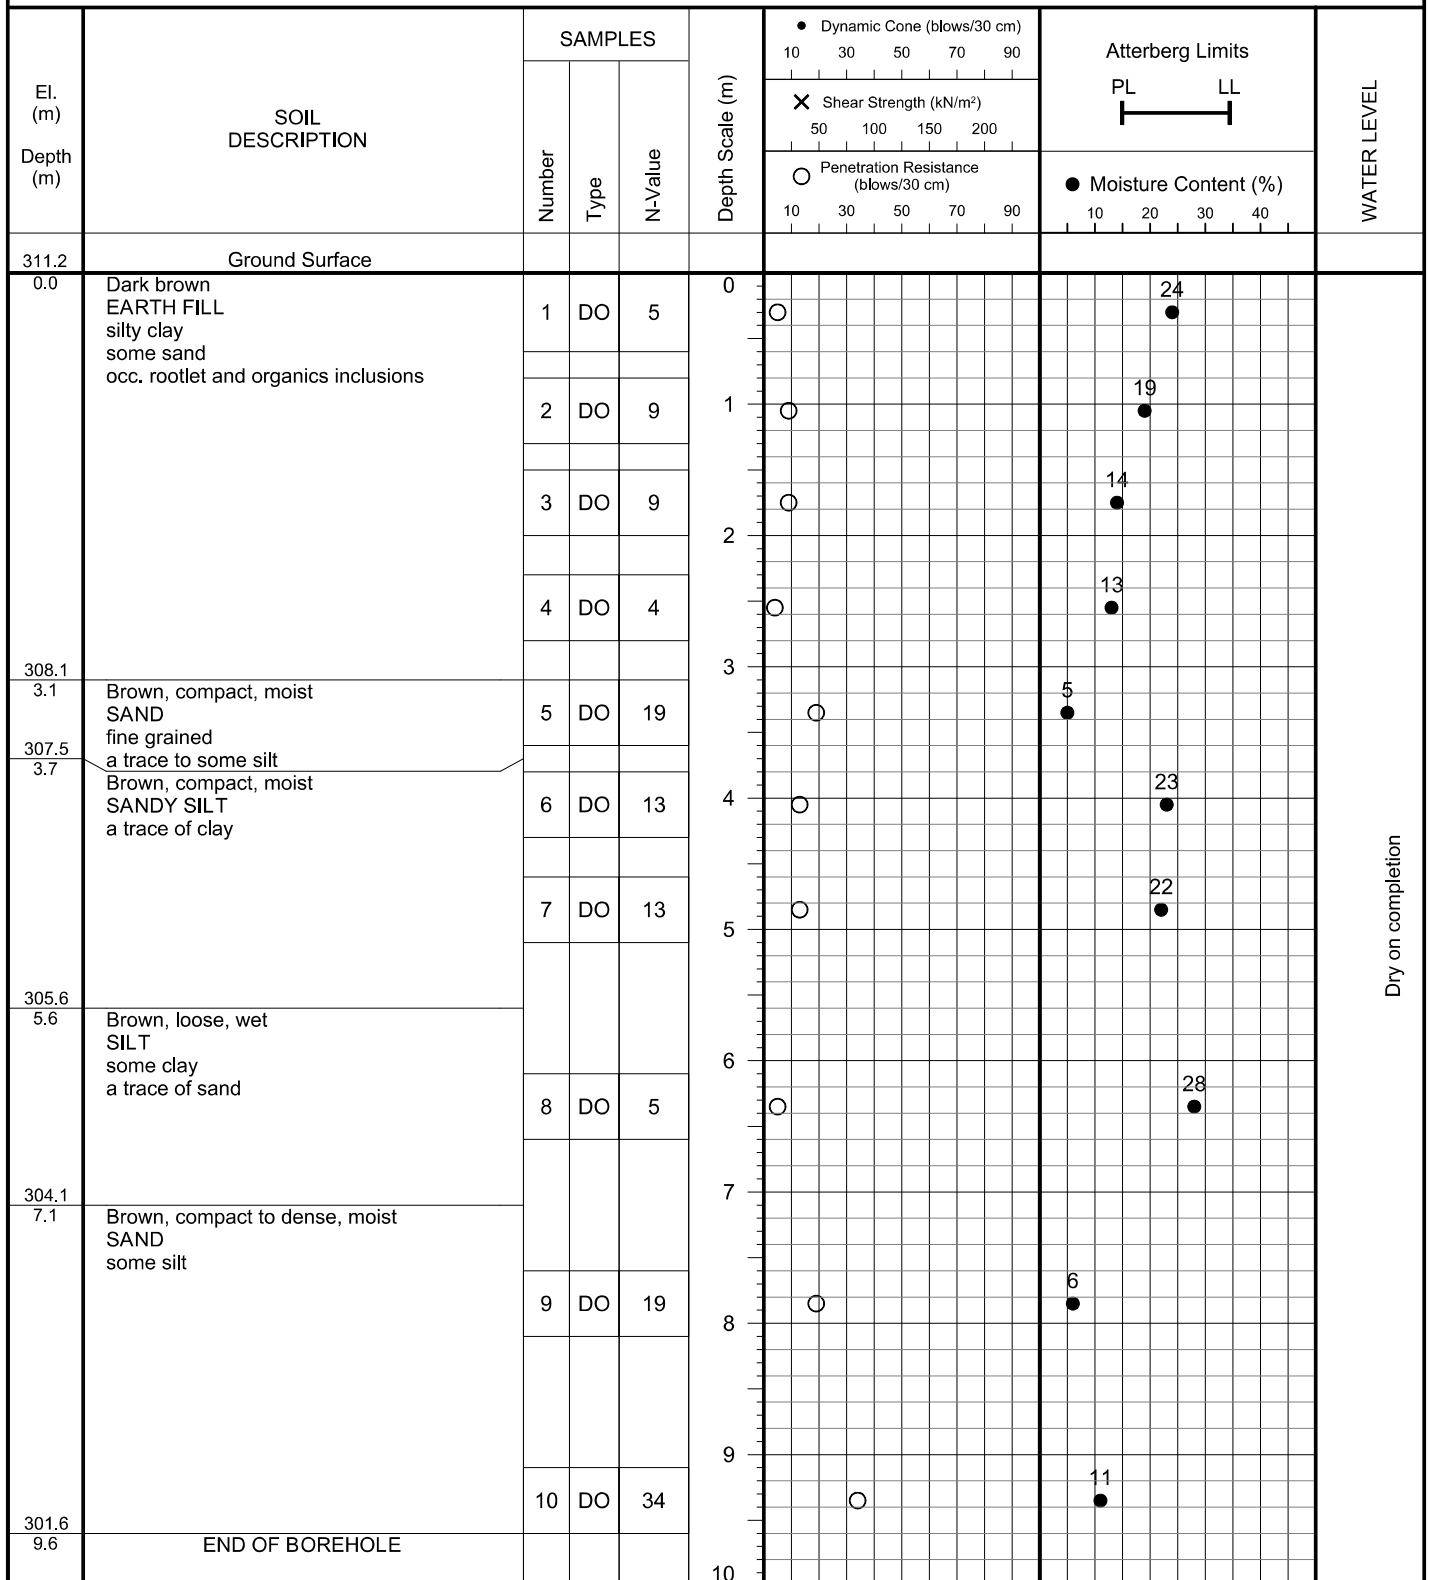 El.
(m)
Depth
(m)
SOIL
DESCRIPTION
SAMPLES
Number
Type
N-Value
Depth Scale (m)
● Dynamic Cone (blows/30 cm)
10 30 50 70 90
✕ Shear Strength (kN/m²)
50 100 150 200
○ Penetration Resistance
(blows/30 cm)
10 30 50 70 90
Atterberg Limits
PL LL
● Moisture Content (%)
10 20 30 40
WATER LEVEL
311.2 Ground Surface
0.0 Dark brown
EARTH FILL
silty clay
some sand
occ. rootlet and organics inclusions
1 DO 5
0
24
2 DO 9
1
19
3 DO 9
14
2
4 DO 4
13
308.1
3
3.1 Brown, compact, moist
SAND
fine grained
a trace to some silt
5 DO 19
5
307.5
3.7 Brown, compact, moist
SANDY SILT
a trace of clay
6 DO 13
4
23
7 DO 13
22
5
Dry on completion
305.6
5.6 Brown, loose, wet
SILT
some clay
a trace of sand
6
8 DO 5
28
304.1
7
7.1 Brown, compact to dense, moist
SAND
some silt
9 DO 19
6
8
9
10 DO 34
11
301.6
9.6 END OF BOREHOLE
10